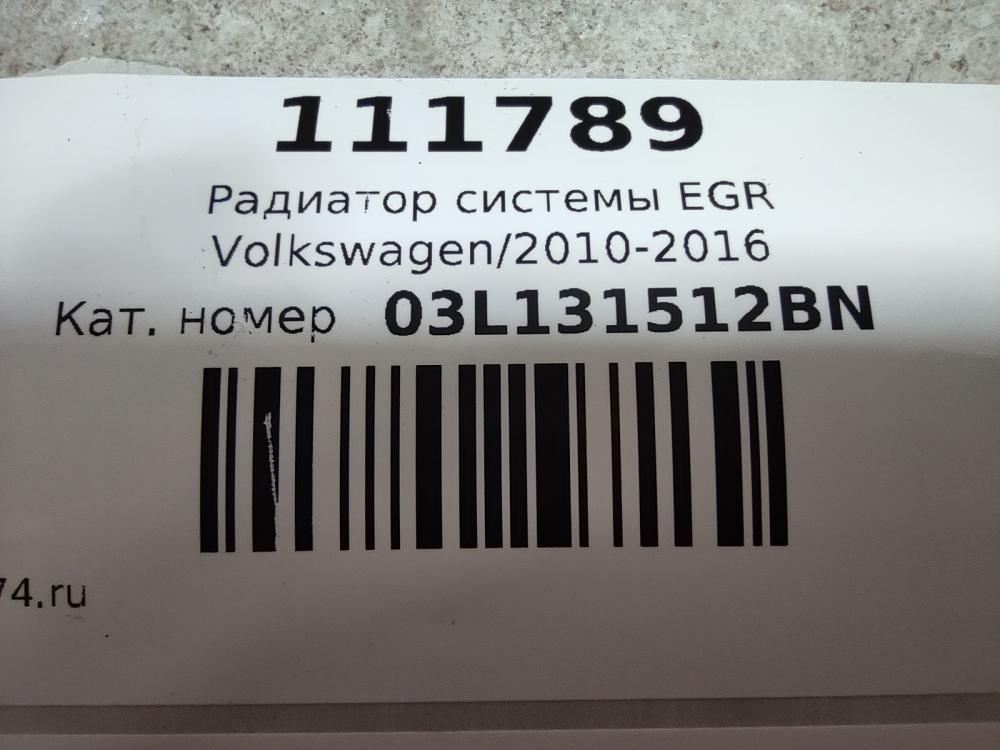 111789
Радиатор системы EGR
Volkswagen/2010-2016
Кат. номер 03L131512BN
74.ru